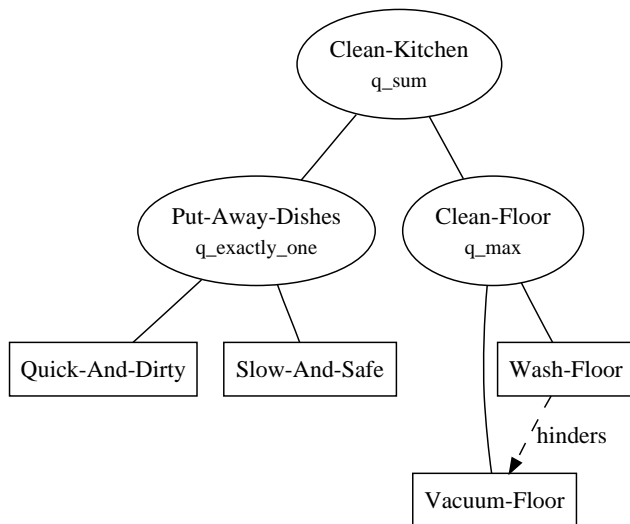 Clean-Kitchen
q_sum
Put-Away-Dishes
q_exactly_one
Clean-Floor
q_max
Quick-And-Dirty
Slow-And-Safe
Wash-Floor
hinders
Vacuum-Floor